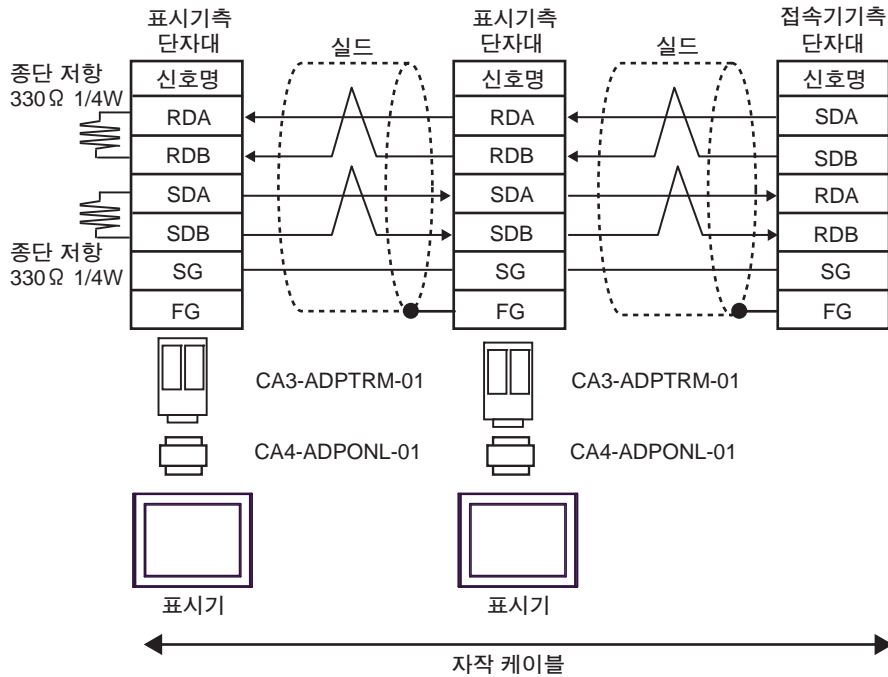 표시기측
단자대
표시기측
단자대
접속기기측
단자대
실드
실드
종단 저항
330Ω 1/4W
신호명
RDA
RDB
SDA
SDB
SG
FG
신호명
RDA
RDB
SDA
SDB
SG
FG
신호명
SDA
SDB
RDA
RDB
SG
FG
종단 저항
330Ω 1/4W
CA3-ADPTRM-01
CA3-ADPTRM-01
CA4-ADPONL-01
CA4-ADPONL-01
표시기
표시기
자작 케이블